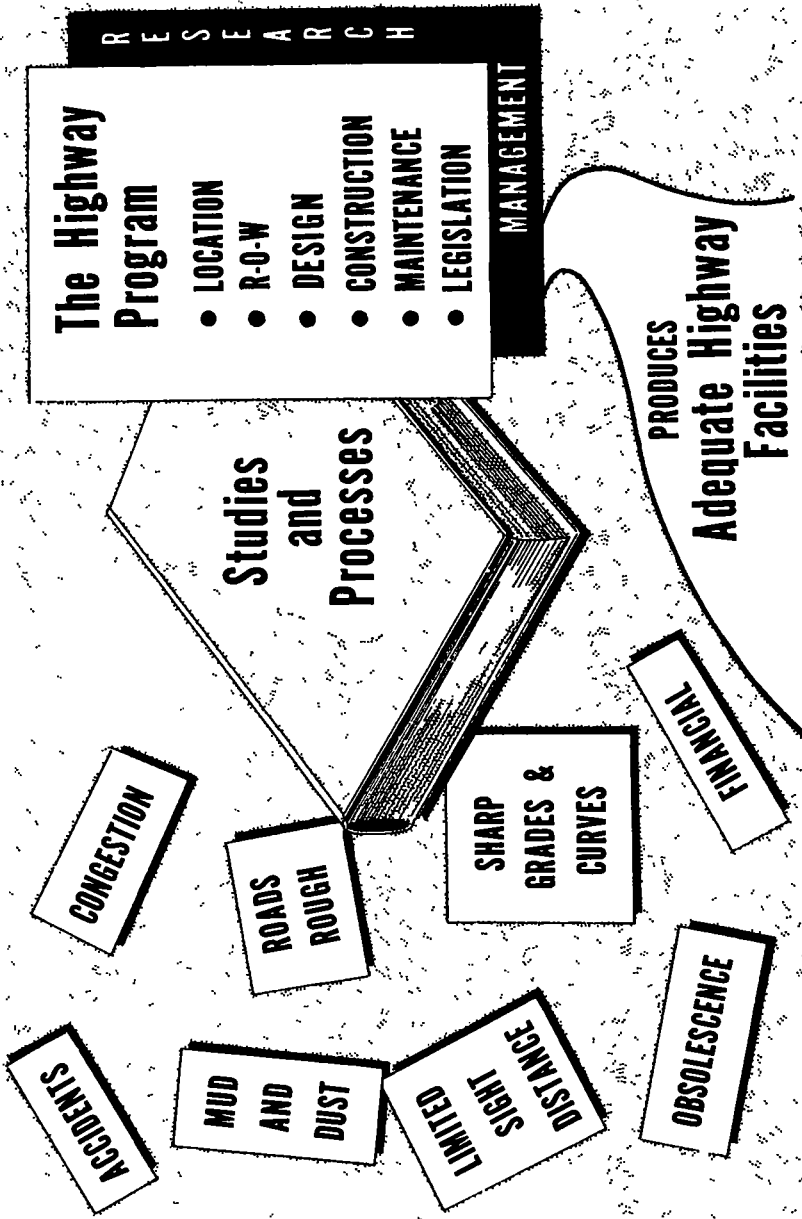 ACCIDENTS
CONGESTION
MUD
AND
DUST
ROADS
ROUGH
LIMITED
SIGHT
DISTANCE
SHARP
GRADES &
CURVES
OBSOLESCENCE
FINANCIAL
Studies
and
Processes
The Highway
Program
• LOCATION
• R-O-W
• DESIGN
• CONSTRUCTION
• MAINTENANCE
• LEGISLATION
RESEARCH
MANAGEMENT
PRODUCES
Adequate Highway
Facilities